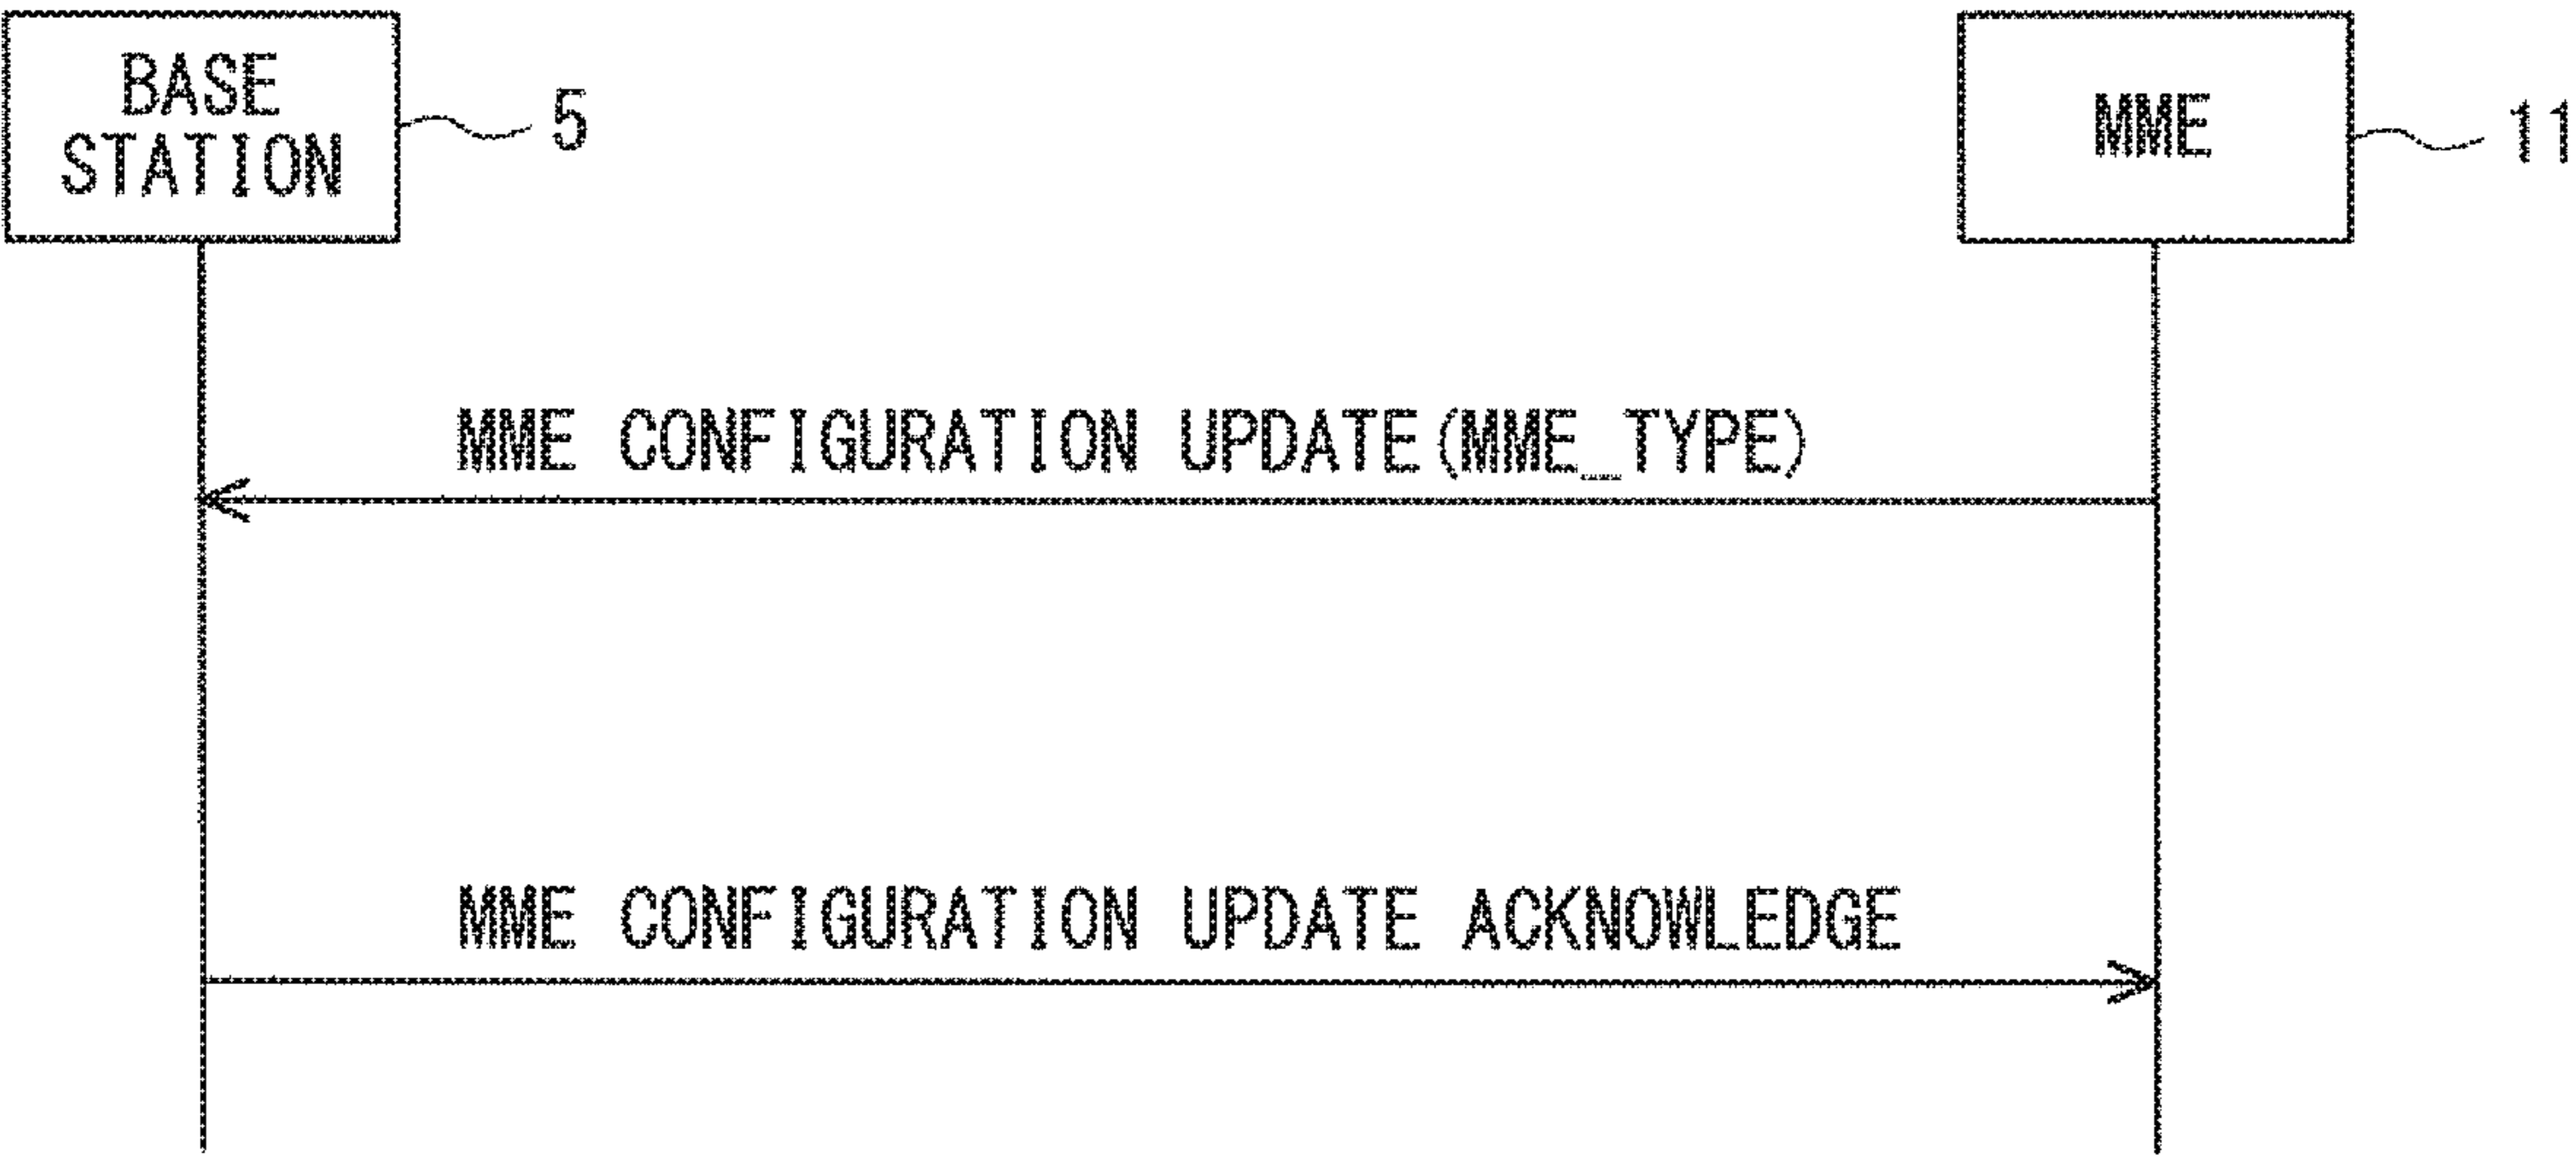 BASE
STATION
5
MME
11
MME CONFIGURATION UPDATE(MME_TYPE)
MME CONFIGURATION UPDATE ACKNOWLEDGE